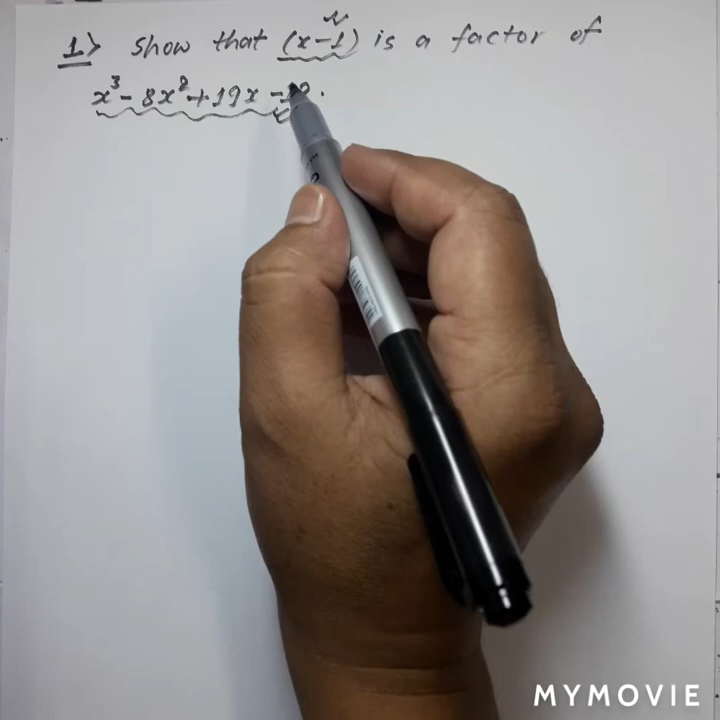 1> Show that (x-1) is a factor of
x³- 8x²+19x -
MYMOVIE